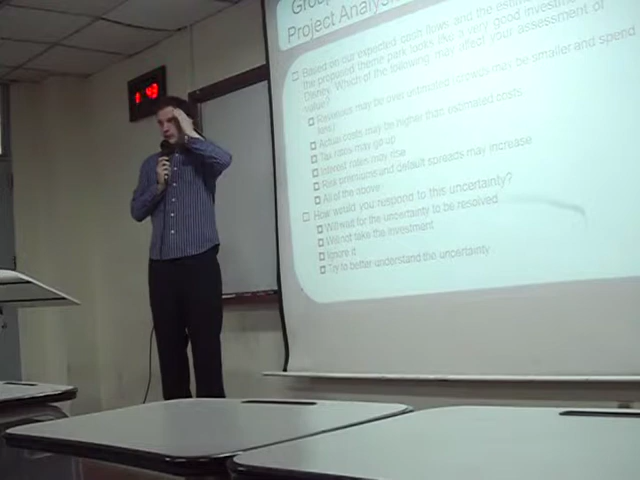 Group
Project Analysis
Based on our expected cash flows and the estim
the proposed theme park looks like a very good investment
Disney. Which of the following may affect your assessment of
value?
Revenues may be over estimated (crowds may be smaller and spend
less)
Actual costs may be higher than estimated costs
Tax rates may go up
Interest rates may rise
Risk premiums and default spreads may increase
All of the above
How would you respond to this uncertainty?
Will wait for the uncertainty to be resolved
Will not take the investment
Ignore it
Try to better understand the uncertainty